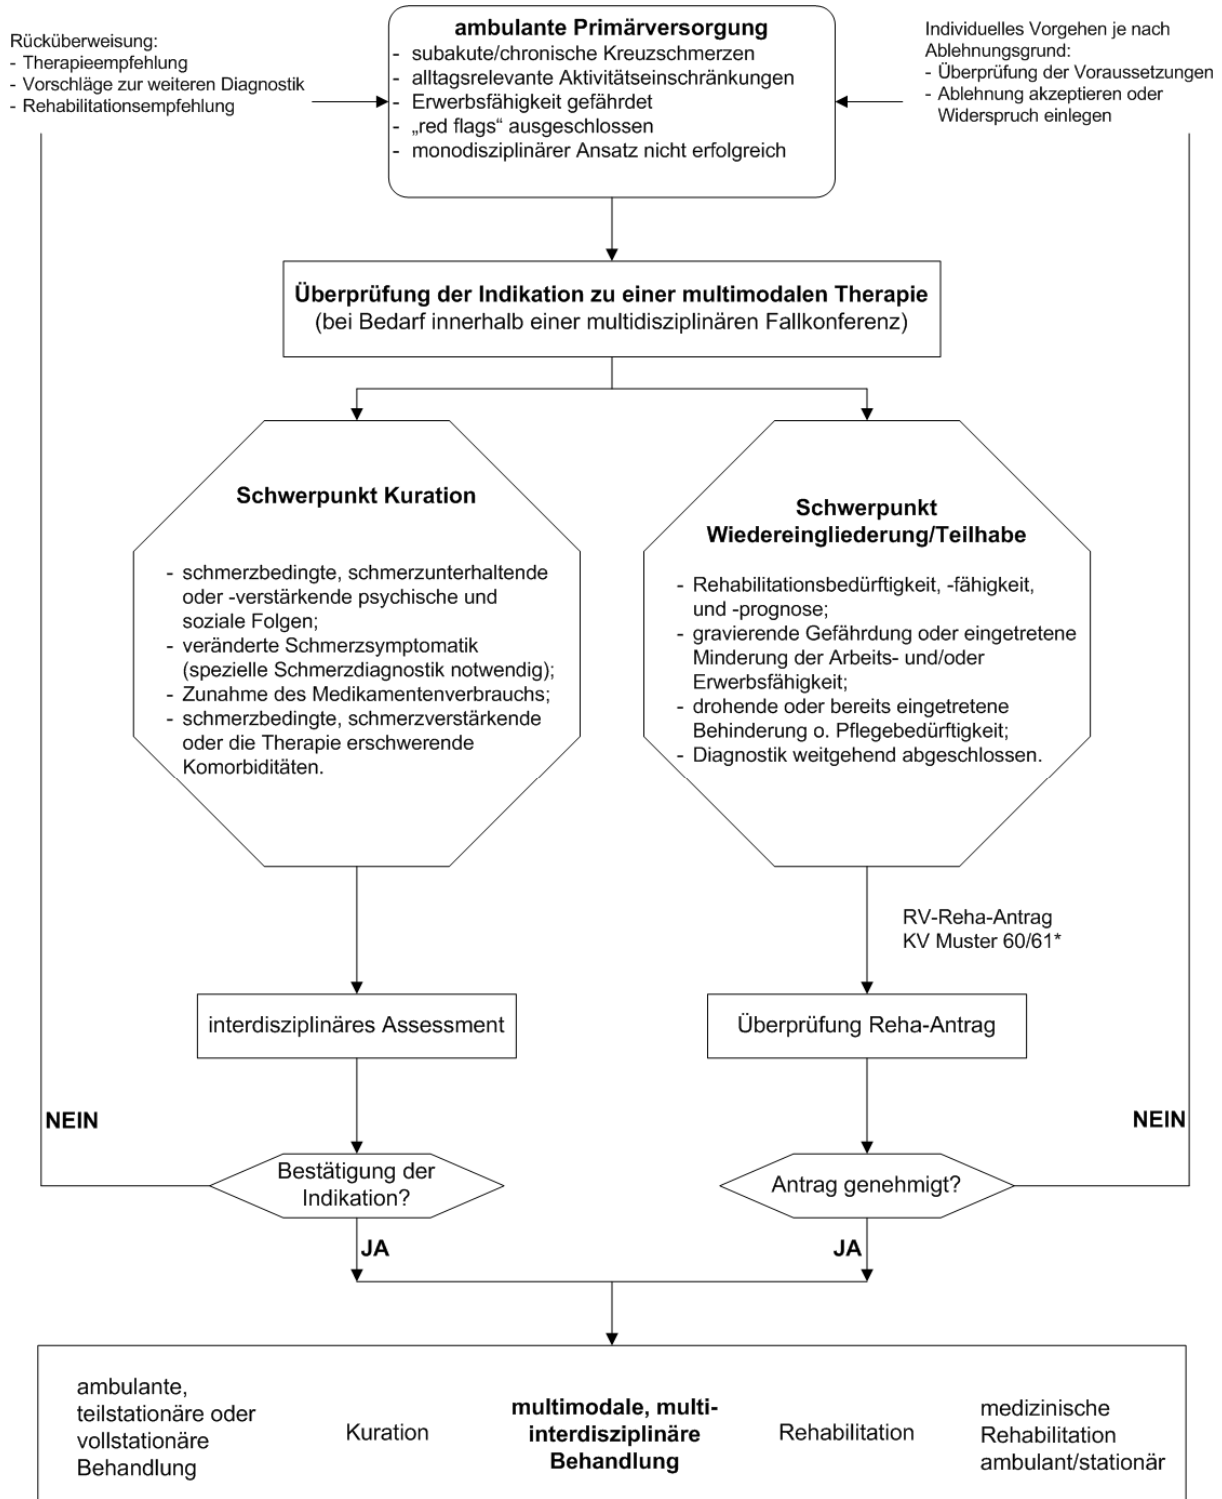 Rücküberweisung:
- Therapieempfehlung
- Vorschläge zur weiteren Diagnostik
- Rehabilitationsempfehlung
ambulante Primärversorgung
- subakute/chronische Kreuzschmerzen
- alltagsrelevante Aktivitätseinschränkungen
- Erwerbsfähigkeit gefährdet
- „red flags“ ausgeschlossen
- monodisziplinärer Ansatz nicht erfolgreich
Individuelles Vorgehen je nach
Ablehnungsgrund:
- Überprüfung der Voraussetzungen
- Ablehnung akzeptieren oder
Widerspruch einlegen
Überprüfung der Indikation zu einer multimodalen Therapie
(bei Bedarf innerhalb einer multidisziplinären Fallkonferenz)
Schwerpunkt Kuration
- schmerzbedingte, schmerzunterhaltende
oder -verstärkende psychische und
soziale Folgen;
- veränderte Schmerzsymptomatik
(spezielle Schmerzdiagnostik notwendig);
- Zunahme des Medikamentenverbrauchs;
- schmerzbedingte, schmerzverstärkende
oder die Therapie erschwerende
Komorbiditäten.
Schwerpunkt
Wiedereingliederung/Teilhabe
- Rehabilitationsbedürftigkeit, -fähigkeit,
und -prognose;
- gravierende Gefährdung oder eingetretene
Minderung der Arbeits- und/oder
Erwerbsfähigkeit;
- drohende oder bereits eingetretene
Behinderung o. Pflegebedürftigkeit;
- Diagnostik weitgehend abgeschlossen.
RV-Reha-Antrag
KV Muster 60/61*
interdisziplinäres Assessment
Überprüfung Reha-Antrag
NEIN
NEIN
Bestätigung der
Indikation?
Antrag genehmigt?
JA
JA
ambulante,
teilstationäre oder
vollstationäre
Behandlung
Kuration
multimodale, multi-
interdisziplinäre
Behandlung
Rehabilitation
medizinische
Rehabilitation
ambulant/stationär